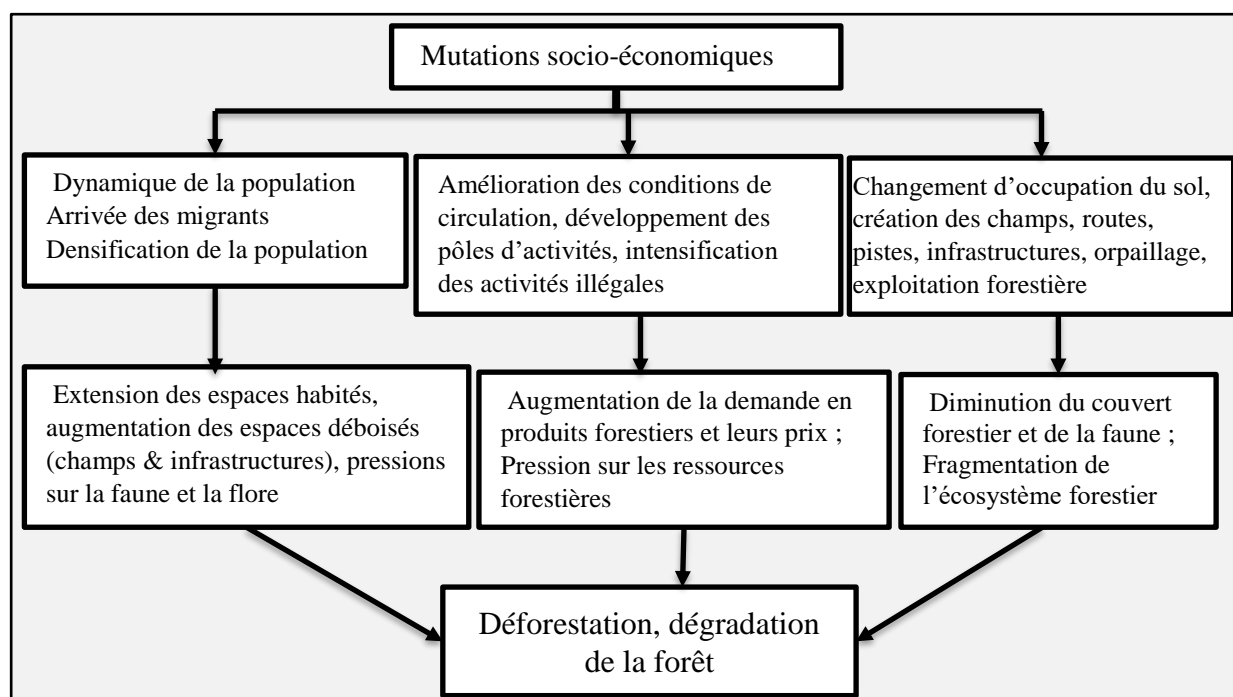 Mutations socio-économiques
Dynamique de la population
Arrivée des migrants
Densification de la population
Amélioration des conditions de
circulation, développement des
pôles d’activités, intensification
des activités illégales
Changement d’occupation du sol,
création des champs, routes,
pistes, infrastructures, orpaillage,
exploitation forestière
Extension des espaces habités,
augmentation des espaces déboisés
(champs & infrastructures), pressions
sur la faune et la flore
Augmentation de la demande en
produits forestiers et leurs prix ;
Pression sur les ressources
forestières
Diminution du couvert
forestier et de la faune ;
Fragmentation de
l’écosystème forestier
Déforestation, dégradation
de la forêt